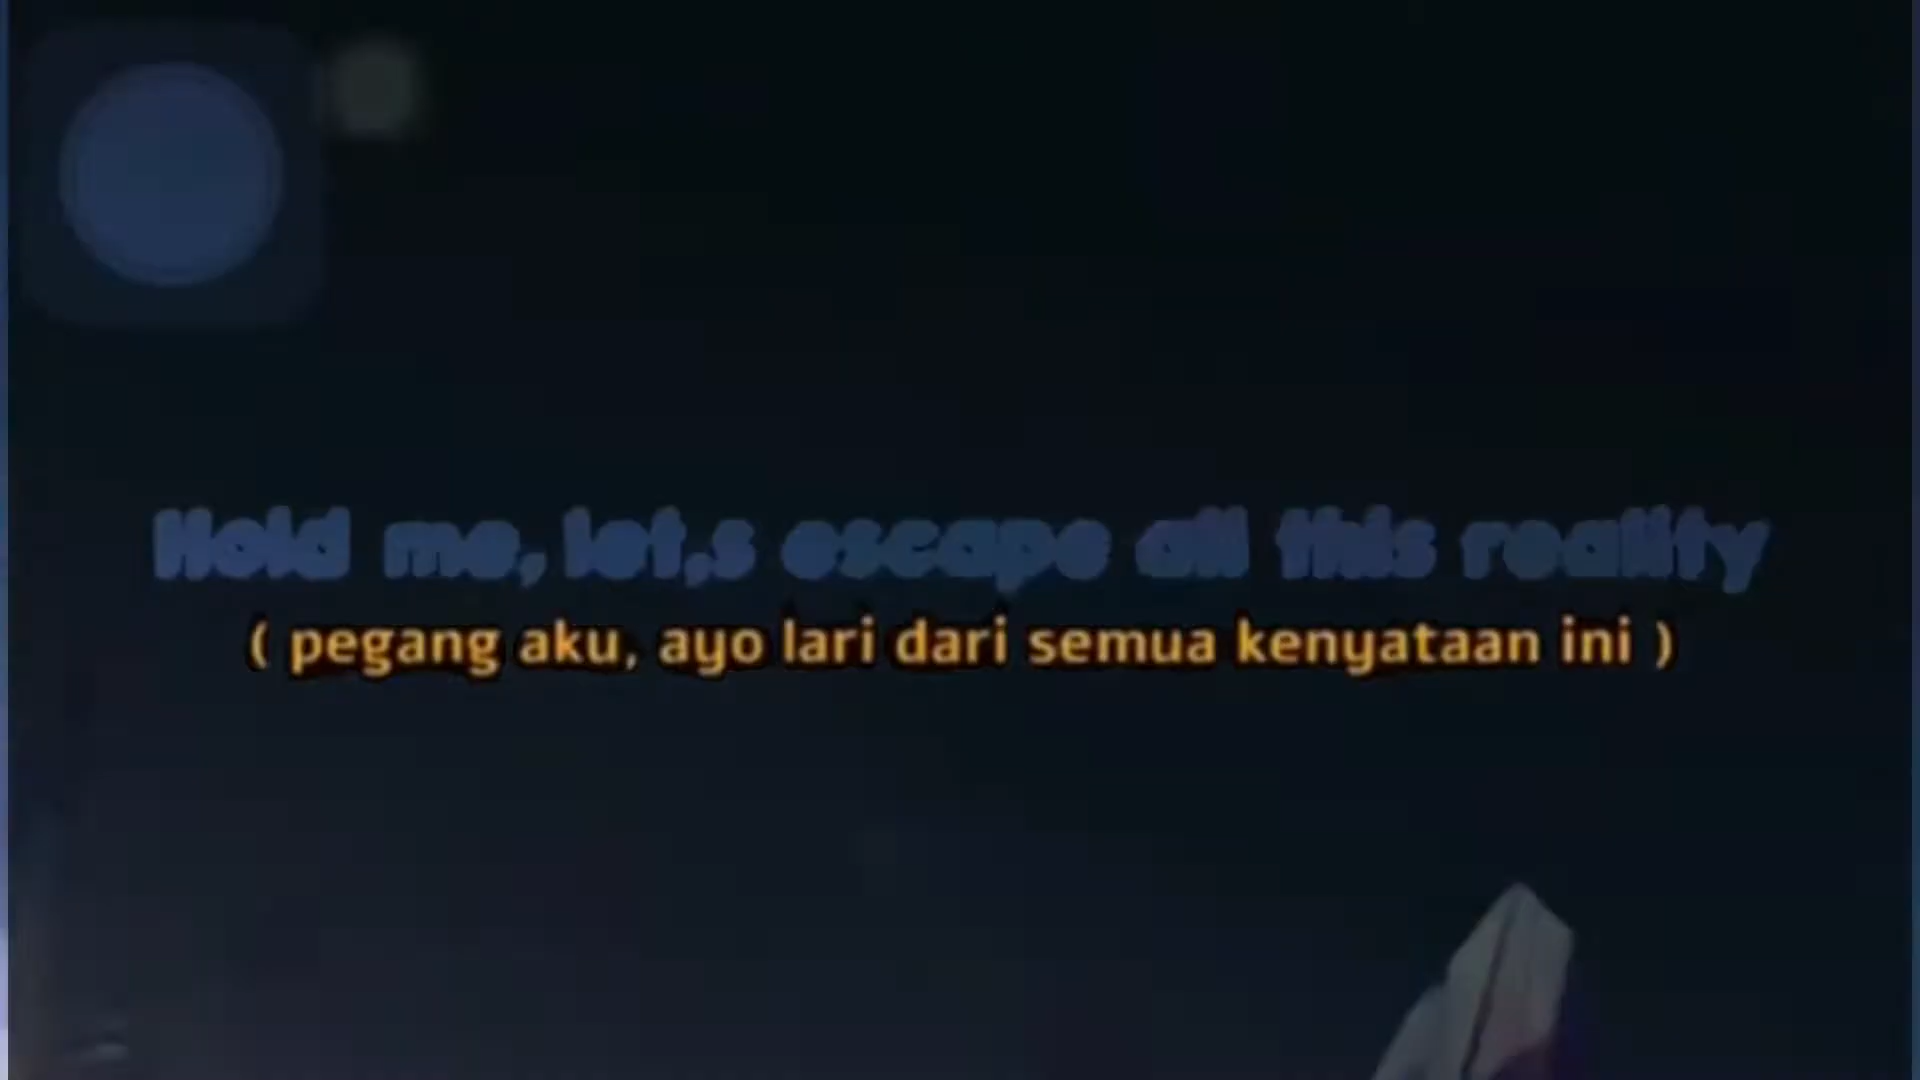 Hold me, let,s escape all this reality
( pegang aku, ayo lari dari semua kenyataan ini )